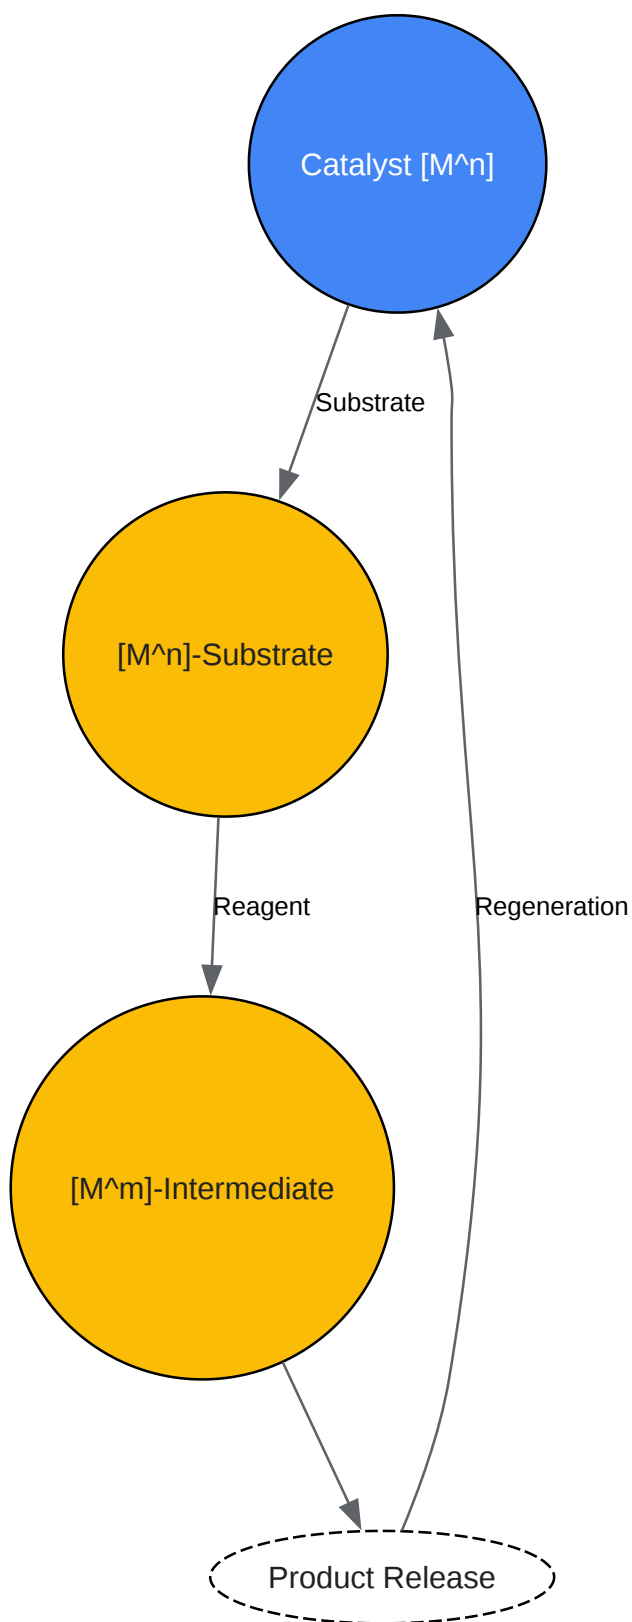 Catalyst [M^n]
Substrate
[M^n]-Substrate
Reagent
Regeneration
[M^m]-Intermediate
Product Release